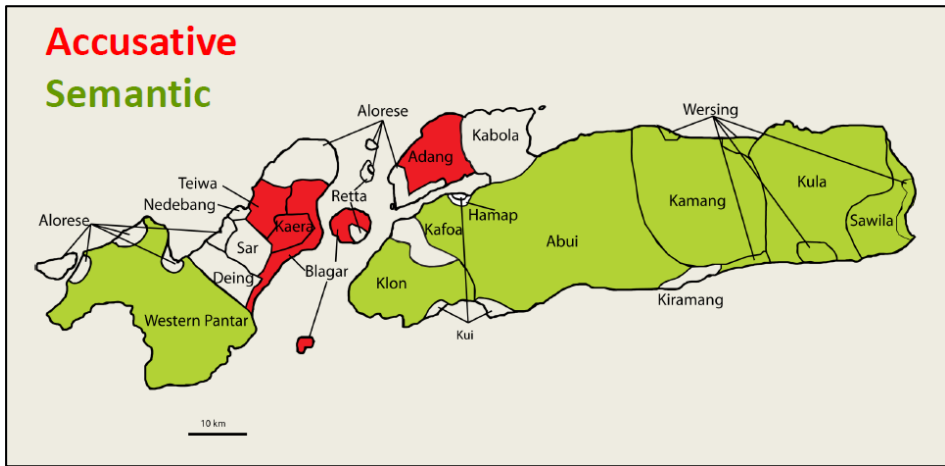 Accusative
Semantic
Alorese
Wersing
Kabola
Adang
Teiwa
Nedebang
Retta
Kula
Kaera
Hamap
Kamang
Alorese
Sar
Kafoa
Sawila
Abui
Blagar
Deing
Klon
Kiramang
Western Pantar
Kui
10 km